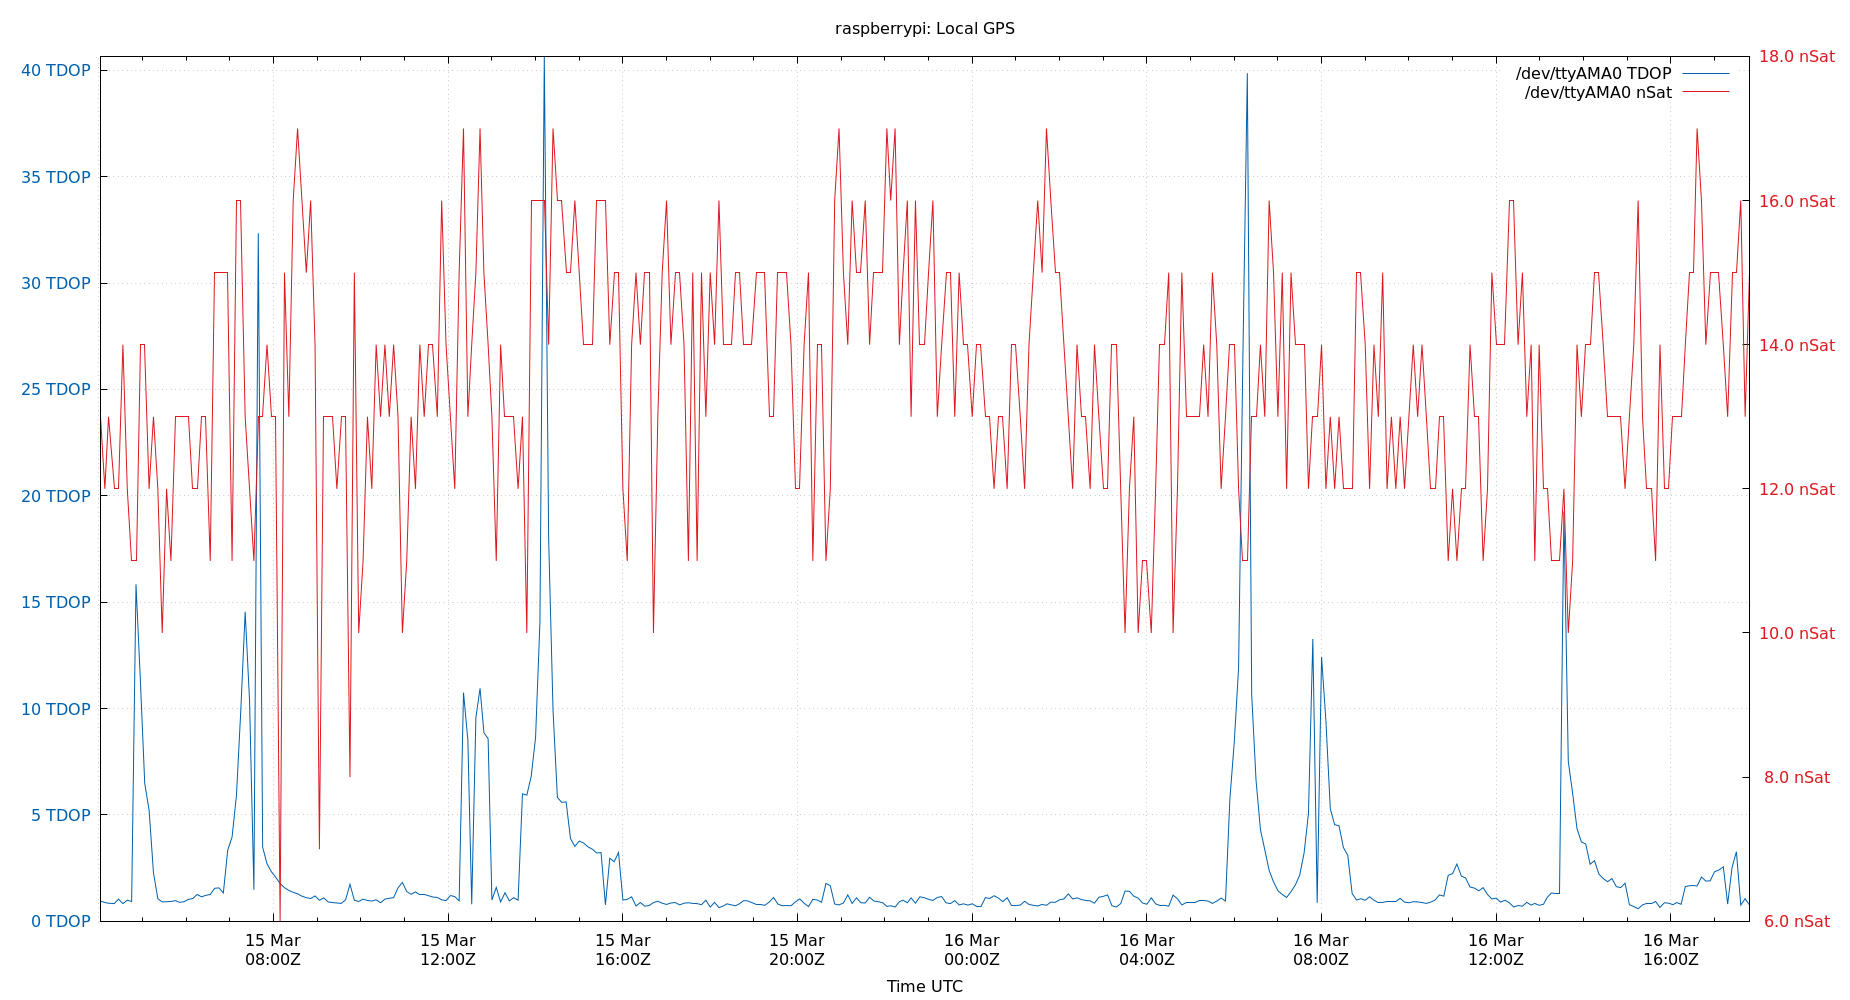 raspberrypi: Local GPS
40 TDOP
35 TDOP
30 TDOP
25 TDOP
20 TDOP
15 TDOP
10 TDOP
5 TDOP
0 TDOP
/dev/ttyAMA0 TDOP
/dev/ttyAMA0 nSat
18.0 nSat
16.0 nSat
14.0 nSat
12.0 nSat
10.0 nSat
8.0 nSat
6.0 nSat
15 Mar
08:00Z
15 Mar
12:00Z
15 Mar
16:00Z
15 Mar
20:00Z
16 Mar
00:00Z
16 Mar
04:00Z
16 Mar
08:00Z
16 Mar
12:00Z
16 Mar
16:00Z
Time UTC